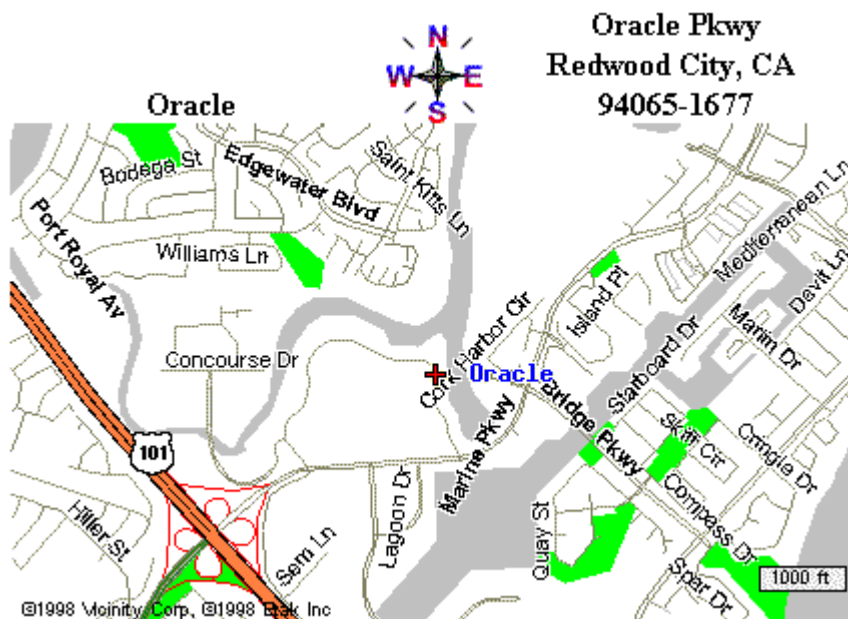 Oracle Pkwy
Redwood City, CA
94065-1677
N
W E
S
Oracle
Bodega St
Edgewater Blvd
Saint Kitts Ln
Port Royal Av
Williams Ln
Mediterranean Ln
Davit Ln
Island Pl
Marim Dr
Concourse Dr
Cork Harbor Cir
Oracle
Starboard Dr
Bridge Pkwy
Marine Pkwy
Skiff Cir
Cringle Dr
101
Hiller St
Lagoon Dr
Sem Ln
Quay St
Compass Dr
Spar Dr
1000 ft
©1998 Vicinity Corp, ©1998 Etak Inc